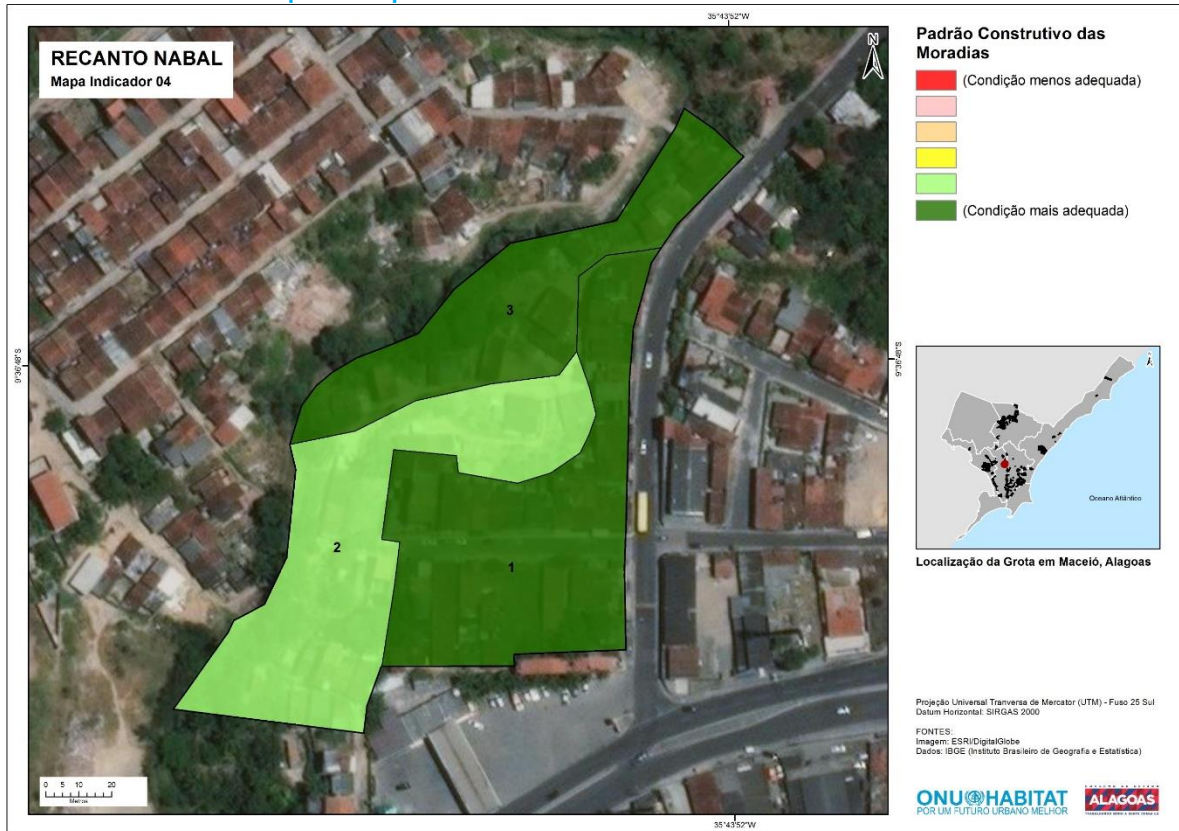 35°43'52"W
RECANTO NABAL
Mapa Indicador 04
N
Padrão Construtivo das
Moradias
(Condição menos adequada)
(Condição mais adequada)
3
9°36'48"S
9°36'48"S
2
1
Oceano Atlântico
Localização da Grota em Maceió, Alagoas
Projeção Universal Tranversa de Mercator (UTM) - Fuso 25 Sul
Datum Horizontal: SIRGAS 2000
FONTES:
Imagem: ESRI/DigitalGlobe
Dados: IBGE (Instituto Brasileiro de Geografia e Estatística)
0 5 10 20
Metros
ONU HABITAT
POR UM FUTURO URBANO MELHOR
ALAGOAS
35°43'52"W